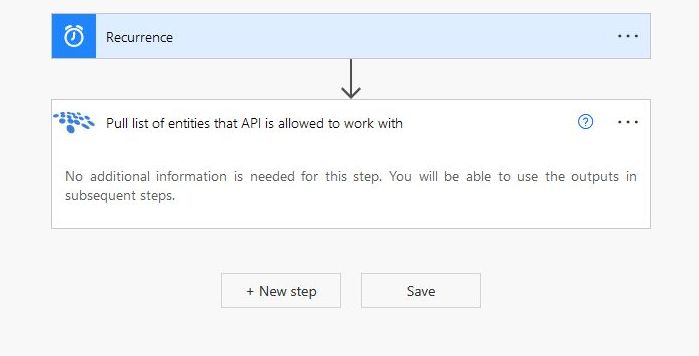 Recurrence
Pull list of entities that API is allowed to work with
No additional information is needed for this step. You will be able to use the outputs in
subsequent steps.
+ New step
Save